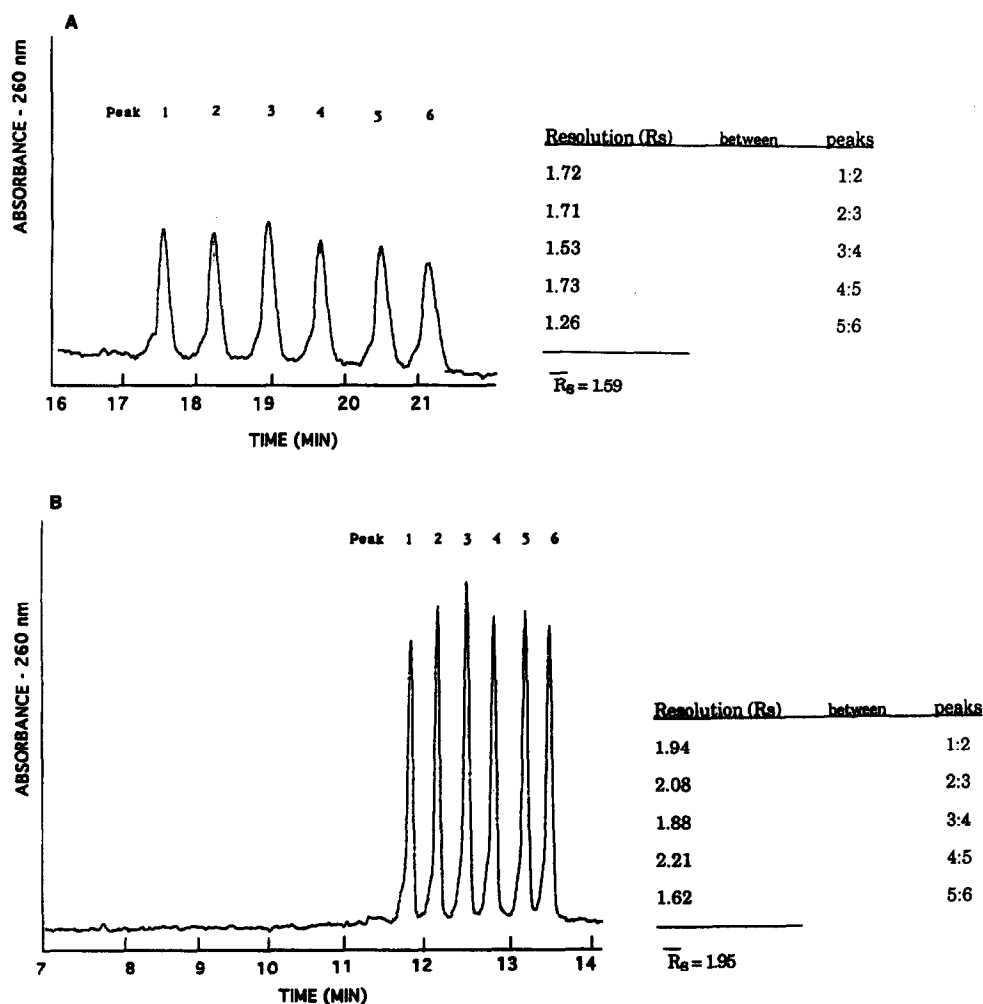 A
ABSORBANCE - 260 nm
Peak 1 2 3 4 5 6
16 17 18 19 20 21
TIME (MIN)
Resolution (Rs) between peaks
1.72 1:2
1.71 2:3
1.53 3:4
1.73 4:5
1.26 5:6
R̅s = 1.59
B
ABSORBANCE - 260 nm
Peak 1 2 3 4 5 6
7 8 9 10 11 12 13 14
TIME (MIN)
Resolution (Rs) between peaks
1.94 1:2
2.08 2:3
1.88 3:4
2.21 4:5
1.62 5:6
R̅s = 1.95